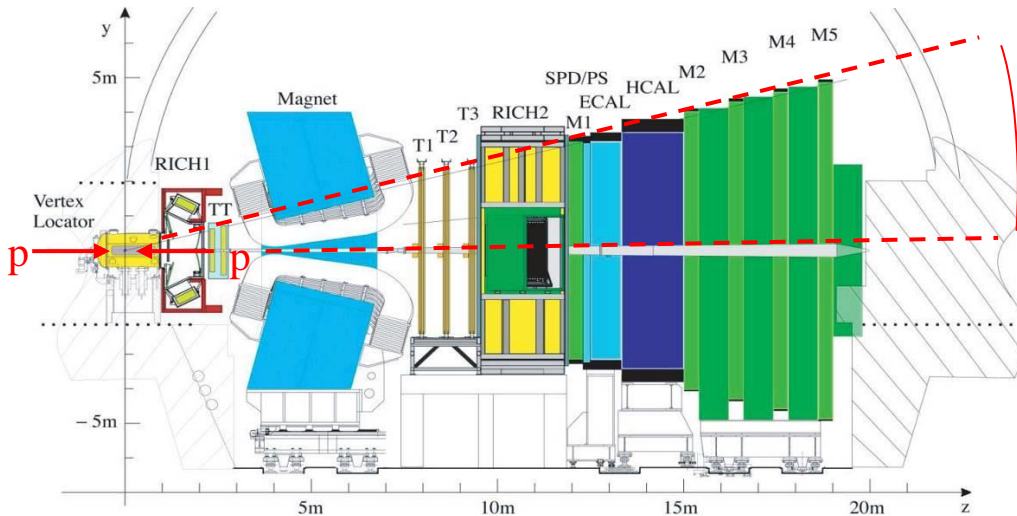 y
5m
Magnet
RICH1
Vertex
Locator
TT
p
p
T1
T2
T3
RICH2
M1
SPD/PS
ECAL
HCAL
M2
M3
M4
M5
− 5m
5m
10m
15m
20m
z